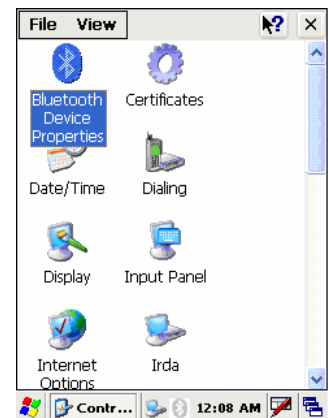 File View
?
Bluetooth
Device
Properties
Certificates
Date/Time
Dialing
Display
Input Panel
Internet
Options
Irda
Contr...
12:08 AM